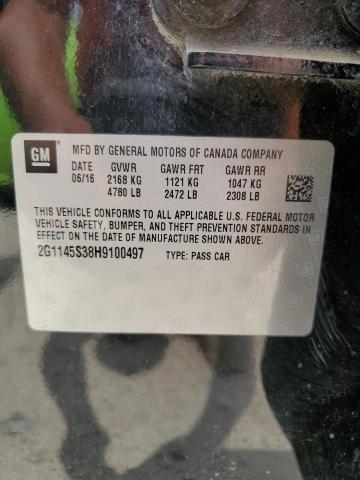 GM
MFD BY GENERAL MOTORS OF CANADA COMPANY
DATE GVWR GAWR FRT GAWR RR
06/16 2168 KG 1121 KG 1047 KG
4780 LB 2472 LB 2308 LB
THIS VEHICLE CONFORMS TO ALL APPLICABLE U.S. FEDERAL MOTOR
VEHICLE SAFETY, BUMPER, AND THEFT PREVENTION STANDARDS IN
EFFECT ON THE DATE OF MANUFACTURE SHOWN ABOVE.
2G1145S38H9100497 TYPE: PASS CAR